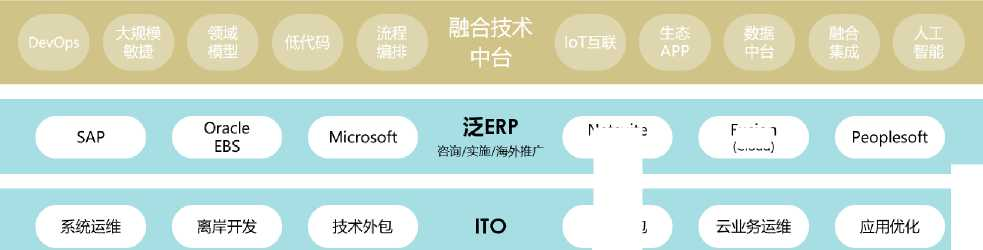 DevOps
大规模
敏捷
领域
模型
低代码
流程
编排
融合技术
中台
IoT互联
生态
APP
数据
中台
融合
集成
人工
智能
SAP
Oracle
EBS
Microsoft
泛ERP
咨询/实施/海外推广
Peoplesoft
系统运维
离岸开发
技术外包
ITO
包
云业务运维
应用优化